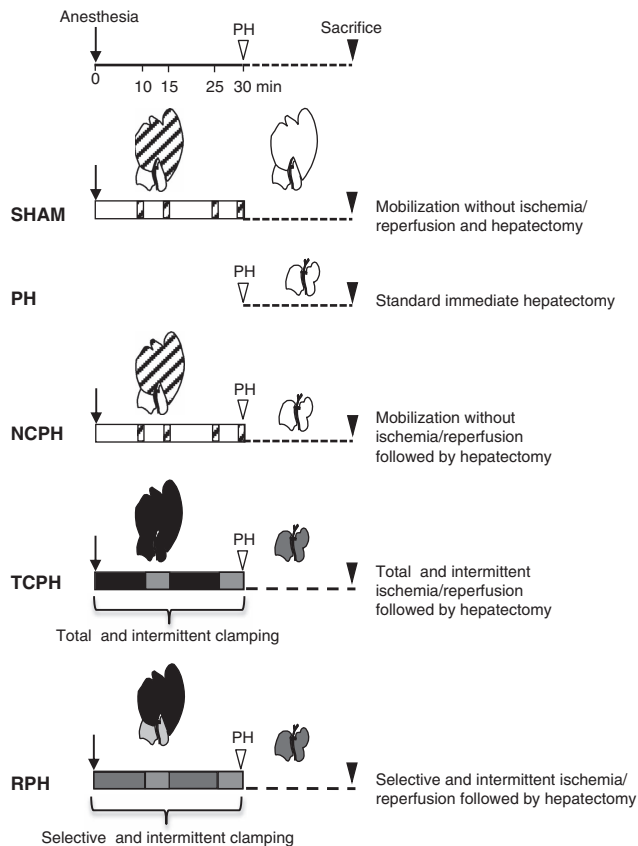 Anesthesia
PH
Sacrifice
0
10 15 25 30 min
SHAM
Mobilization without ischemia/
reperfusion and hepatectomy
PH
PH
Standard immediate hepatectomy
PH
NCPH
Mobilization without
ischemia/reperfusion
followed by hepatectomy
PH
TCPH
Total and intermittent
ischemia/reperfusion
followed by hepatectomy
Total and intermittent clamping
PH
RPH
Selective and intermittent ischemia/
reperfusion followed by hepatectomy
Selective and intermittent clamping